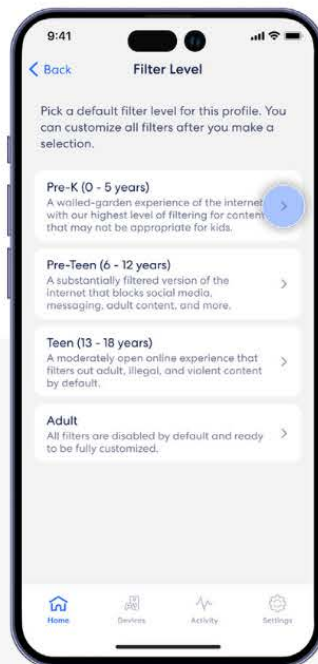 9:41
Back
Filter Level
Pick a default filter level for this profile. You
can customize all filters after you make a
selection.
Pre-K (0 - 5 years)
A walled-garden experience of the internet
with our highest level of filtering for conten
that may not be appropriate for kids.
Pre-Teen (6 - 12 years)
A substantially filtered version of the
internet that blocks social media,
messaging, adult content, and more.
Teen (13 - 18 years)
A moderately open online experience that
filters out adult, illegal, and violent content
by default.
Adult
All filters are disabled by default and ready
to be fully customized.
Home
Devices
Activity
Settings